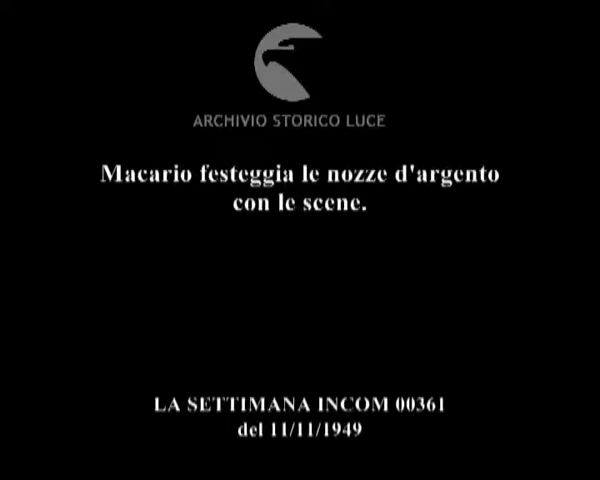 ARCHIVIO STORICO LUCE
Macario festeggia le nozze d'argento
con le scene.
LA SETTIMANA INCOM 00361
del 11/11/1949